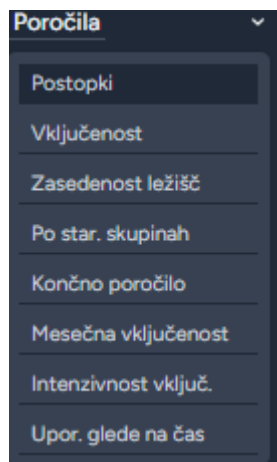 Poročila
Postopki
Vključenost
Zasedenost ležišč
Po star. skupinah
Končno poročilo
Mesečna vključenost
Intenzivnost vključ.
Upor. glede na čas